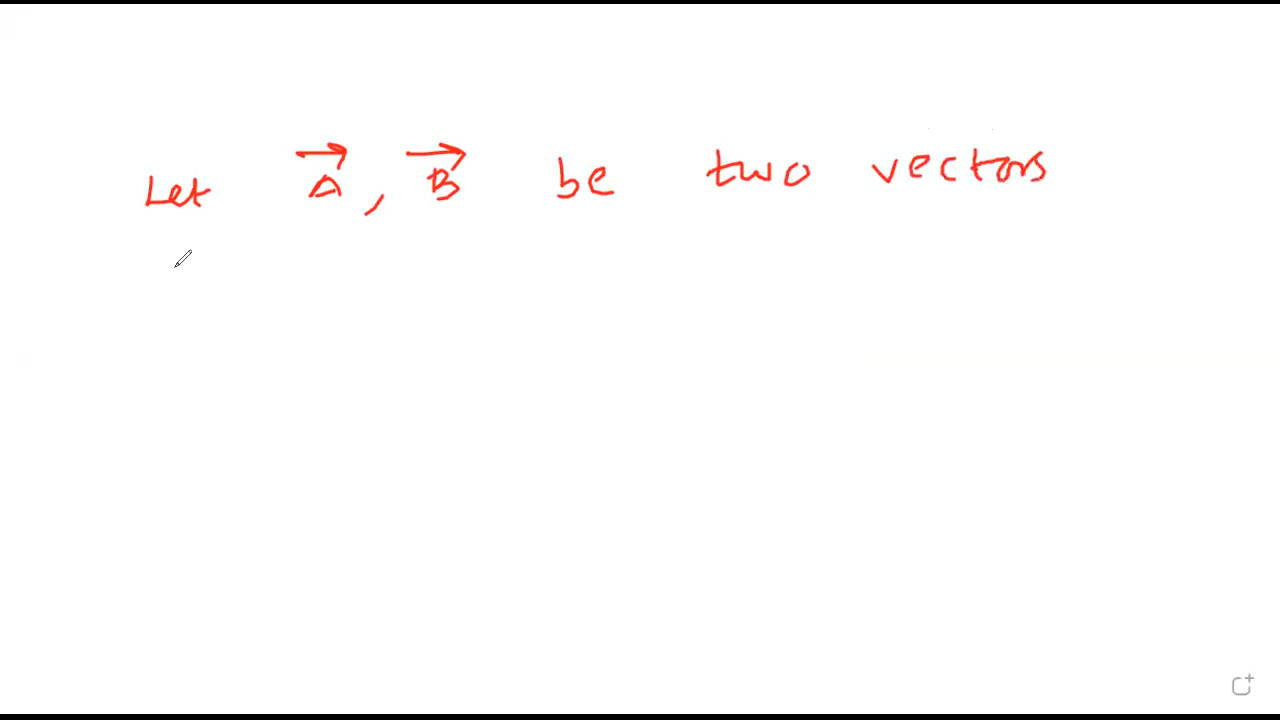 Let A⃗, B⃗ be two vectors